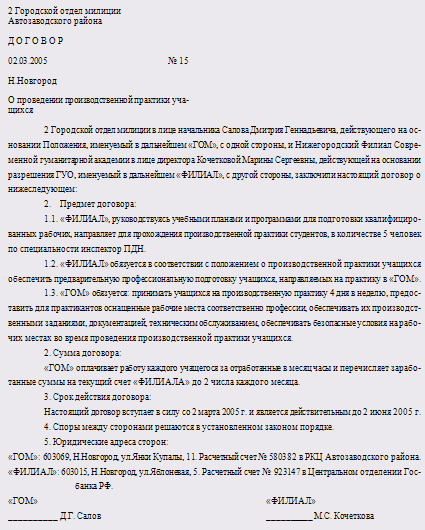 2 Городской отдел милиции
Автозаводского района
ДОГОВОР
02.03.2005 № 15
Н.Новгород
О проведении производственной практики уча-
щихся
2 Городской отдел милиции в лице начальника Салова Дмитрия Геннадьевича, действующего на ос-
новании Положения, именуемый в дальнейшем «ГОМ», с одной стороны, и Нижегородский Филиал Совре-
менной гуманитарной академии в лице директора Кочетковой Марины Сергеевны, действующей на основании
разрешения ГУО, именуемый в дальнейшем «ФИЛИАЛ», с другой стороны, заключили настоящий договор о
нижеследующем:
2. Предмет договора:
1.1. «ФИЛИАЛ», руководствуясь учебными планами и программами для подготовки квалифициро-
ванных рабочих, направляет для прохождения производственной практики студентов, в количестве 5 человек
по специальности инспектор ПДН.
1.2. «ФИЛИАЛ» обязуется в соответствии с положением о производственной практики учащихся
обеспечить предварительную профессиональную подготовку учащихся, направляемых на практику в «ГОМ».
1.3. «ГОМ» обязуется: принимать учащихся на производственную практику 4 дня в неделю, предос-
тавить для практикантов оснащенные рабочие места соответственно профессии, обеспечивать их производст-
венными заданиями, документацией, техническим обслуживанием, обеспечивать безопасные условия на рабо-
чих местах во время проведения производственной практики учащихся.
2. Сумма договора:
«ГОМ» оплачивает работу каждого учащегося за отработанные в месяц часы и перечисляет зарабо-
танные суммы на текущий счет «ФИЛИАЛА» до 2 числа каждого месяца.
3. Срок действия договора:
Настоящий договор вступает в силу со 2 марта 2005 г. и является действительным до 2 июня 2005 г.
4. Споры между сторонами решаются в установленном законом порядке.
5. Юридические адреса сторон:
«ГОМ»: 603069, Н.Новгород, ул.Янки Купалы, 11. Расчетный счет № 580382 в РКЦ Автозаводского района.
«ФИЛИАЛ»: 603015, Н.Новгород, ул.Яблоневая, 5. Расчетный счет № 923147 в Центральном отделении Гос-
банка РФ.
«ГОМ» «ФИЛИАЛ»
__________ Д.Г. Салов __________ М.С. Кочеткова